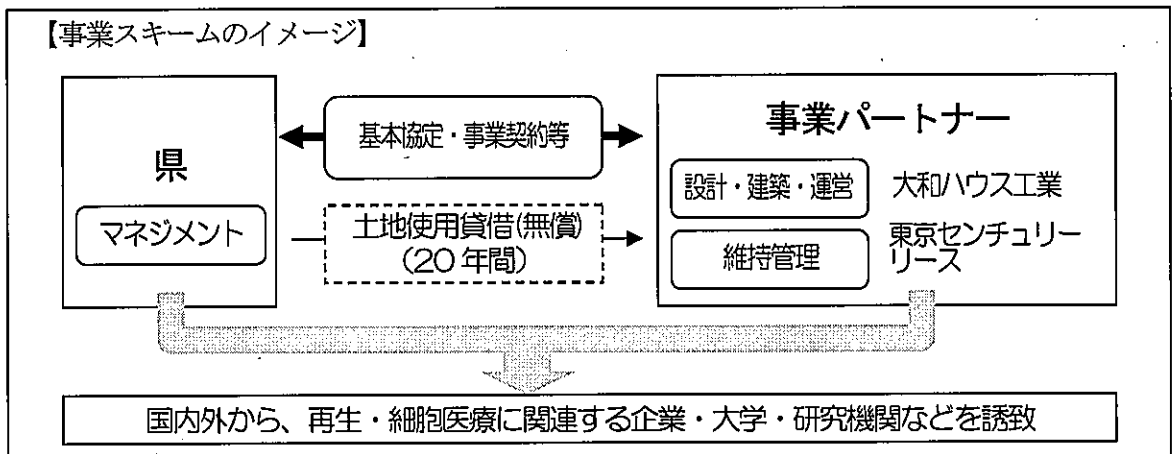 【事業スキームのイメージ】
県
マネジメント
基本協定・事業契約等
土地使用貸借(無償)
(20年間)
事業パートナー
設計・建築・運営
大和ハウス工業
維持管理
東京センチュリー
リース
国内外から、再生・細胞医療に関連する企業・大学・研究機関などを誘致